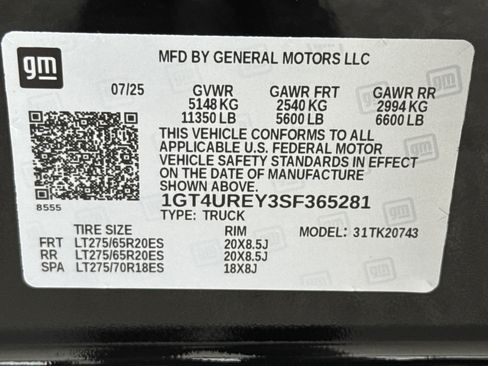 gm
MFD BY GENERAL MOTORS LLC
gm
07/25 GVWR GAWR FRT GAWR RR
5148 KG 2540 KG 2994 KG
11350 LB 5600 LB 6600 LB
THIS VEHICLE CONFORMS TO ALL
APPLICABLE U.S. FEDERAL MOTOR
VEHICLE SAFETY STANDARDS IN EFFECT
ON THE DATE OF MANUFACTURE
SHOWN ABOVE.
8555
1GT4UREY3SF365281
TYPE: TRUCK
TIRE SIZE RIM MODEL: 31TK20743
FRT LT275/65R20ES 20X8.5J
RR LT275/65R20ES 20X8.5J
SPA LT275/70R18ES 18X8J